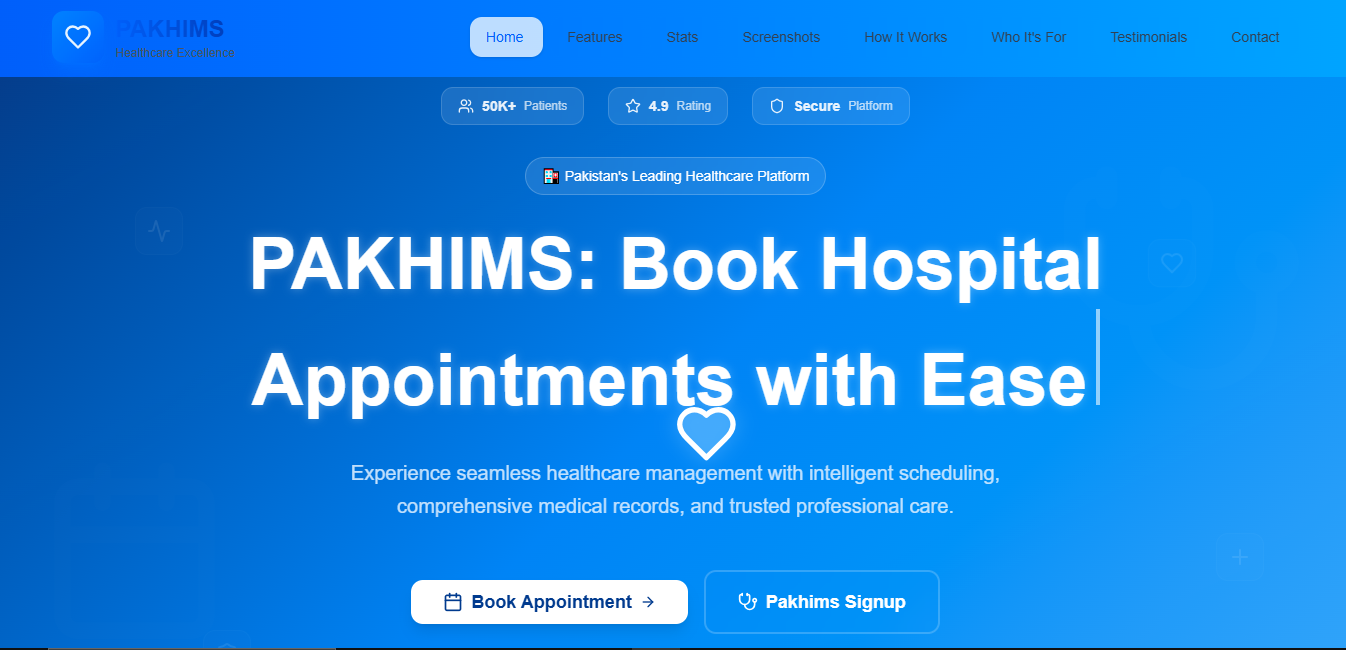 PAKHIMS
Healthcare Excellence
Home Features Stats Screenshots How It Works Who It's For Testimonials Contact
50K+ Patients 4.9 Rating Secure Platform
Pakistan's Leading Healthcare Platform
PAKHIMS: Book Hospital
Appointments with Ease
Experience seamless healthcare management with intelligent scheduling,
comprehensive medical records, and trusted professional care.
Book Appointment Pakhims Signup